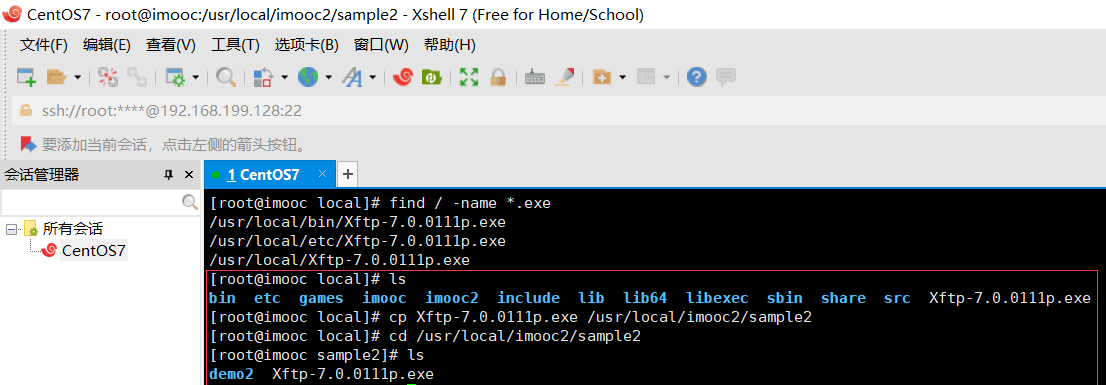 CentOS7 - root@imooc:/usr/local/imooc2/sample2 - Xshell 7 (Free for Home/School)
文件(F) 编辑(E) 查看(V) 工具(T) 选项卡(B) 窗口(W) 帮助(H)
ssh://root:****@192.168.199.128:22
要添加当前会话，点击左侧的箭头按钮。
会话管理器
所有会话
CentOS7
1 CentOS7 × +
[root@imooc local]# find / -name *.exe
/usr/local/bin/Xftp-7.0.0111p.exe
/usr/local/etc/Xftp-7.0.0111p.exe
/usr/local/Xftp-7.0.0111p.exe
[root@imooc local]# ls
bin etc games imooc imooc2 include lib lib64 libexec sbin share src Xftp-7.0.0111p.exe
[root@imooc local]# cp Xftp-7.0.0111p.exe /usr/local/imooc2/sample2
[root@imooc local]# cd /usr/local/imooc2/sample2
[root@imooc sample2]# ls
demo2 Xftp-7.0.0111p.exe